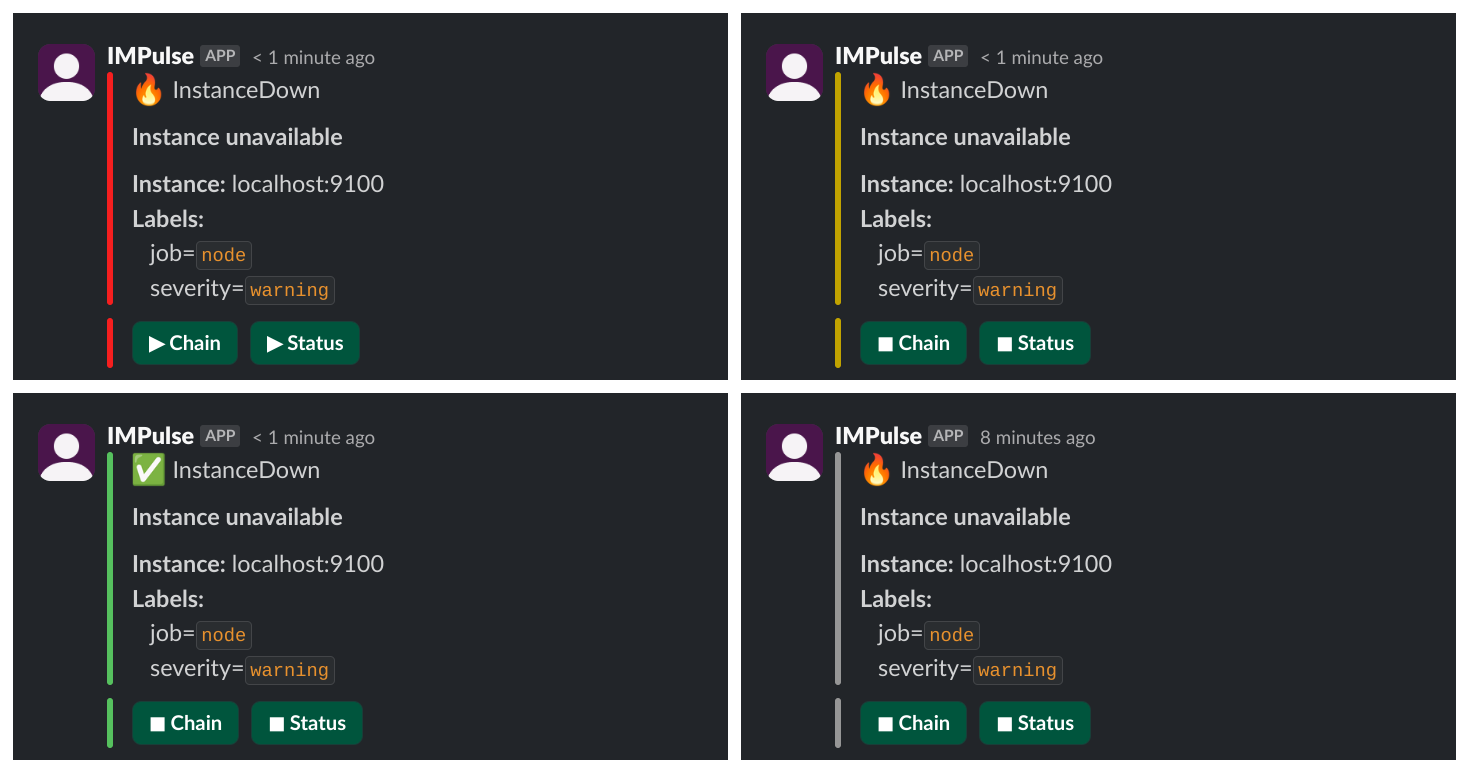 IMPulse APP < 1 minute ago
🔥 InstanceDown
Instance unavailable
Instance: localhost:9100
Labels:
job=node
severity=warning
▶ Chain ▶ Status
IMPulse APP < 1 minute ago
🔥 InstanceDown
Instance unavailable
Instance: localhost:9100
Labels:
job=node
severity=warning
■ Chain ■ Status
IMPulse APP < 1 minute ago
✅ InstanceDown
Instance unavailable
Instance: localhost:9100
Labels:
job=node
severity=warning
■ Chain ■ Status
IMPulse APP 8 minutes ago
🔥 InstanceDown
Instance unavailable
Instance: localhost:9100
Labels:
job=node
severity=warning
■ Chain ■ Status